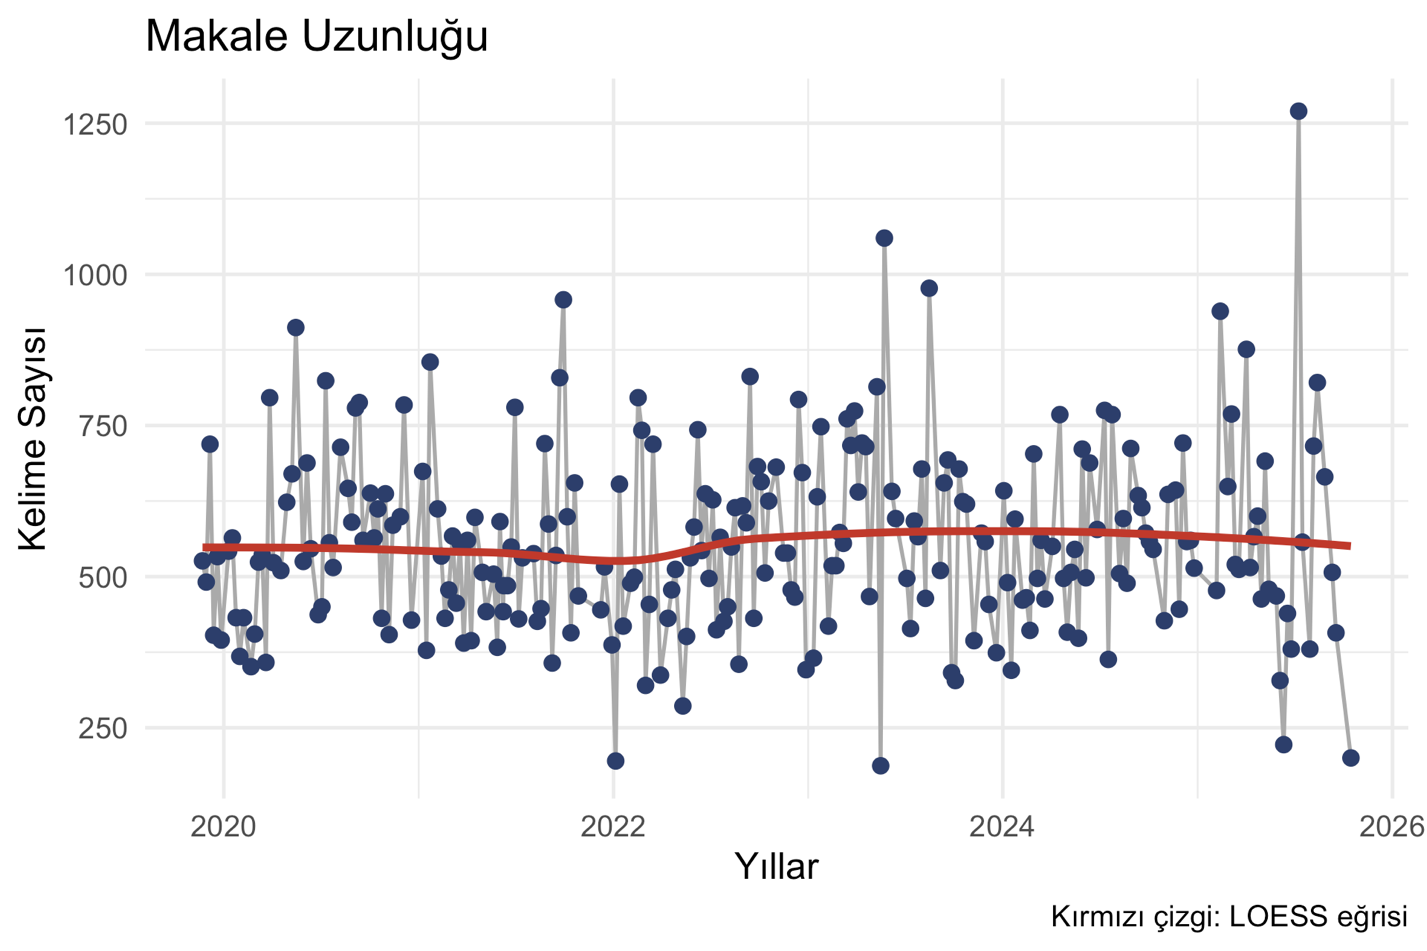 Makale Uzunluğu
Kelime Sayısı
1250
1000
750
500
250
2020 2022 2024 2026
Yıllar
Kırmızı çizgi: LOESS eğrisi